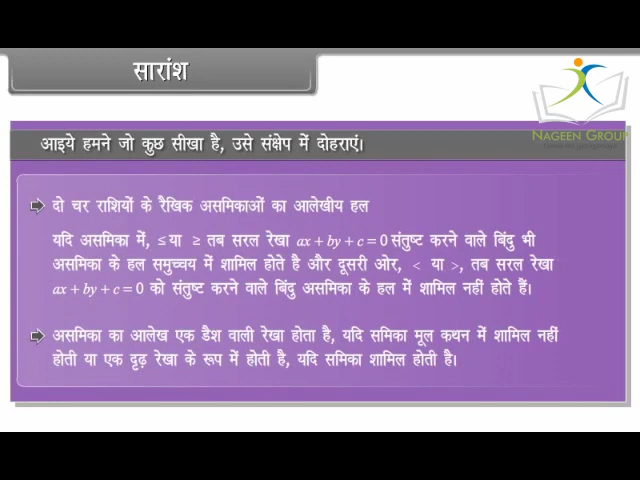 सारांश
NAGEEN GROUP
आइये हमने जो कुछ सीखा है, उसे संक्षेप में दोहराएं।
दो चर राशियों के रैखिक असमिकाओं का आलेखीय हल
यदि असमिका में, ≤ या ≥ तब सरल रेखा ax + by + c = 0 संतुष्ट करने वाले बिंदु भी
असमिका के हल समुच्चय में शामिल होते है और दूसरी ओर, < या >, तब सरल रेखा
ax + by + c = 0 को संतुष्ट करने वाले बिंदु असमिका के हल में शामिल नहीं होते हैं।
असमिका का आलेख एक डैश वाली रेखा होता है, यदि समिका मूल कथन में शामिल नहीं
होती या एक दृढ़ रेखा के रूप में होती है, यदि समिका शामिल होती है।